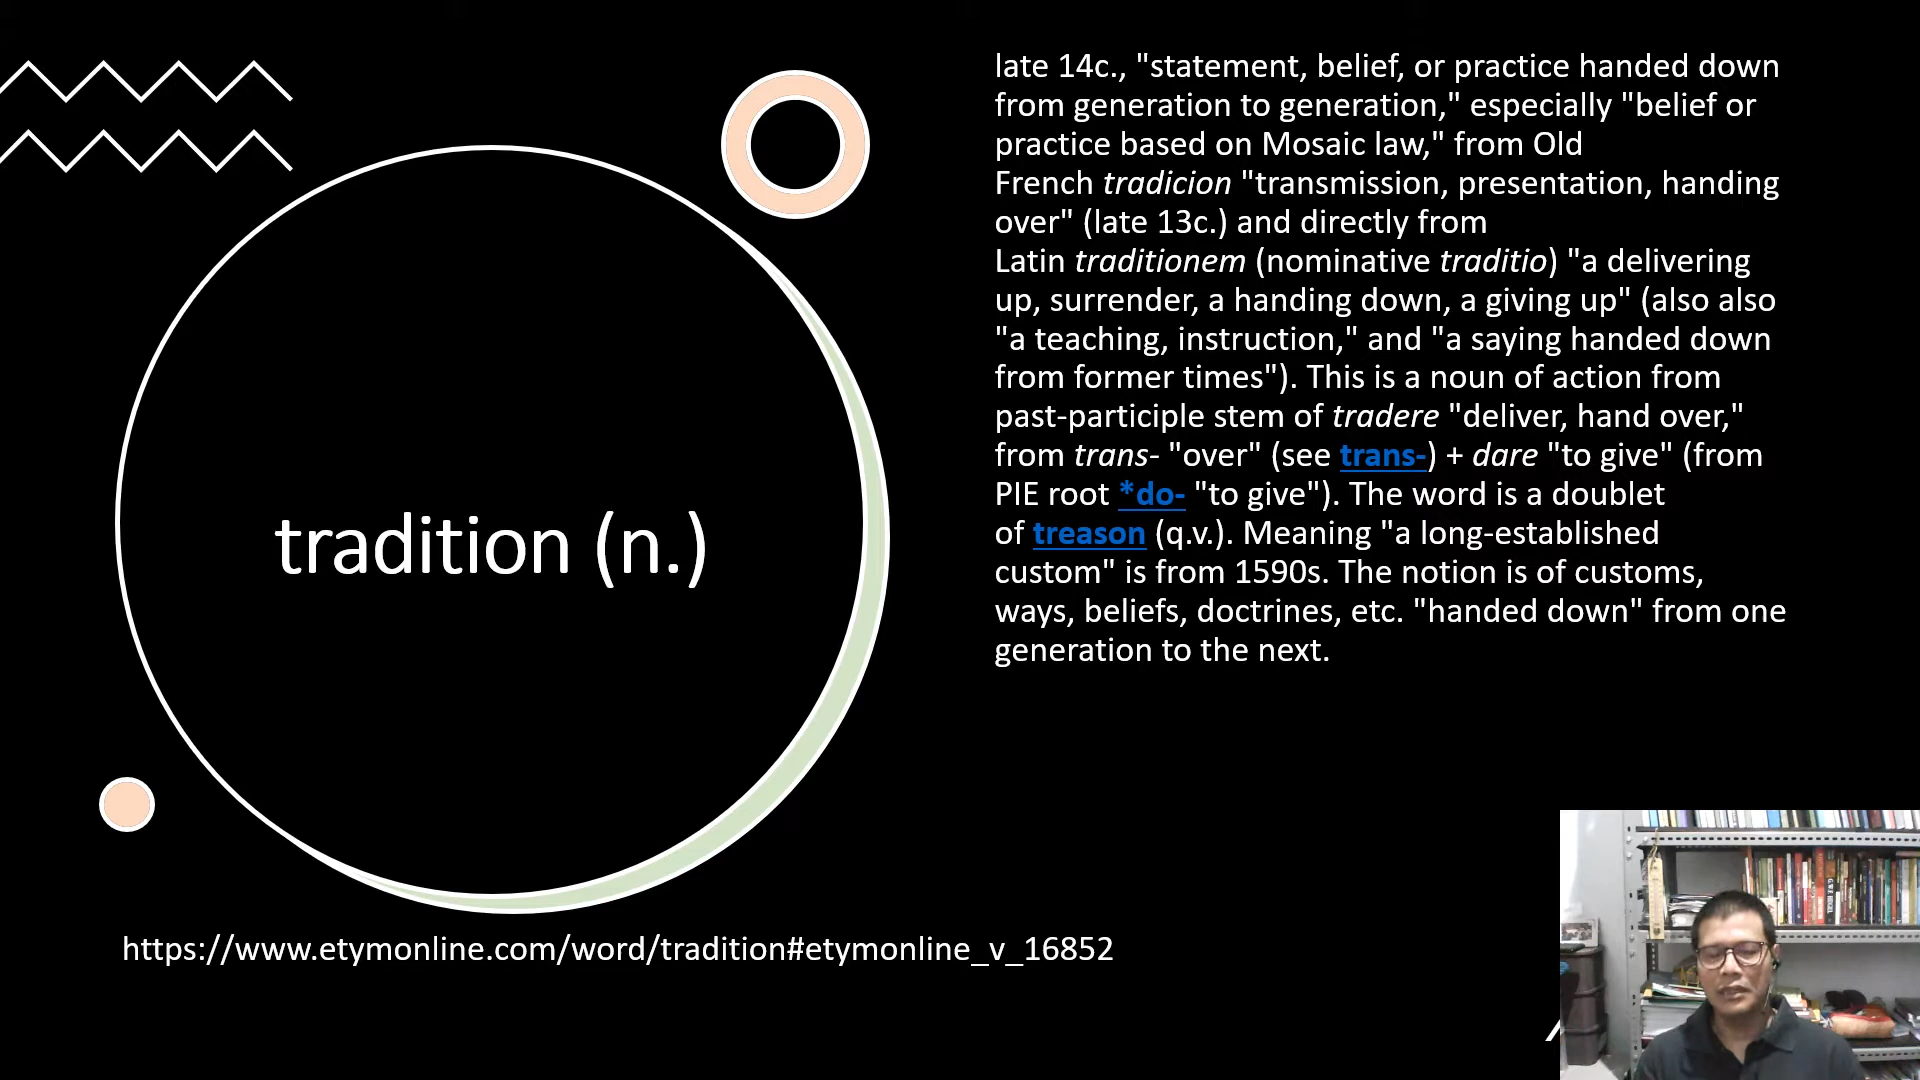 tradition (n.)
https://www.etymonline.com/word/tradition#etymonline_v_16852
late 14c., "statement, belief, or practice handed down
from generation to generation," especially "belief or
practice based on Mosaic law," from Old
French tradicion "transmission, presentation, handing
over" (late 13c.) and directly from
Latin traditionem (nominative traditio) "a delivering
up, surrender, a handing down, a giving up" (also also
"a teaching, instruction," and "a saying handed down
from former times"). This is a noun of action from
past-participle stem of tradere "deliver, hand over,"
from trans- "over" (see trans-) + dare "to give" (from
PIE root *do- "to give"). The word is a doublet
of treason (q.v.). Meaning "a long-established
custom" is from 1590s. The notion is of customs,
ways, beliefs, doctrines, etc. "handed down" from one
generation to the next.